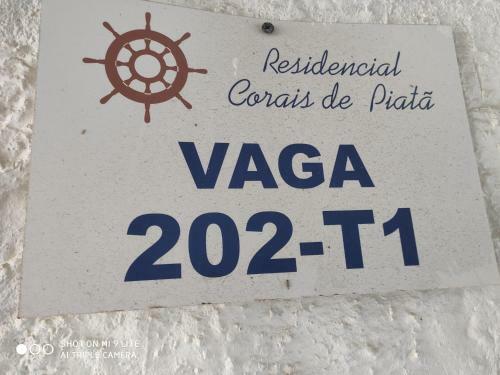 Residencial
Corais de Piatã
VAGA
202-T1
SHOT ON MI 9 LITE
AI TRIPLE CAMERA